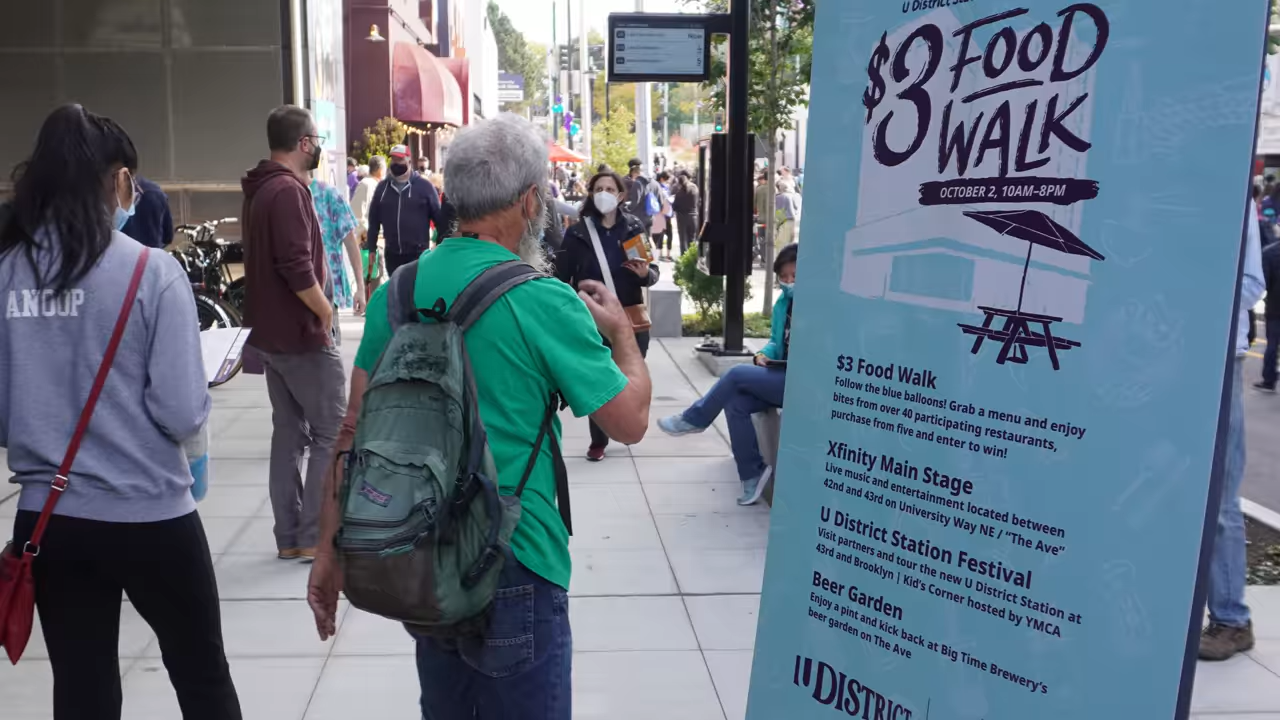 U District Sta
$3 FOOD
WALK
OCTOBER 2, 10AM–8PM
$3 Food Walk
Follow the blue balloons! Grab a menu and enjoy
bites from over 40 participating restaurants,
purchase from five and enter to win!
Xfinity Main Stage
Live music and entertainment located between
42nd and 43rd on University Way NE / "The Ave"
U District Station Festival
Visit partners and tour the new U District Station at
43rd and Brooklyn | Kid's Corner hosted by YMCA
Beer Garden
Enjoy a pint and kick back at Big Time Brewery's
beer garden on The Ave
U DISTRICT